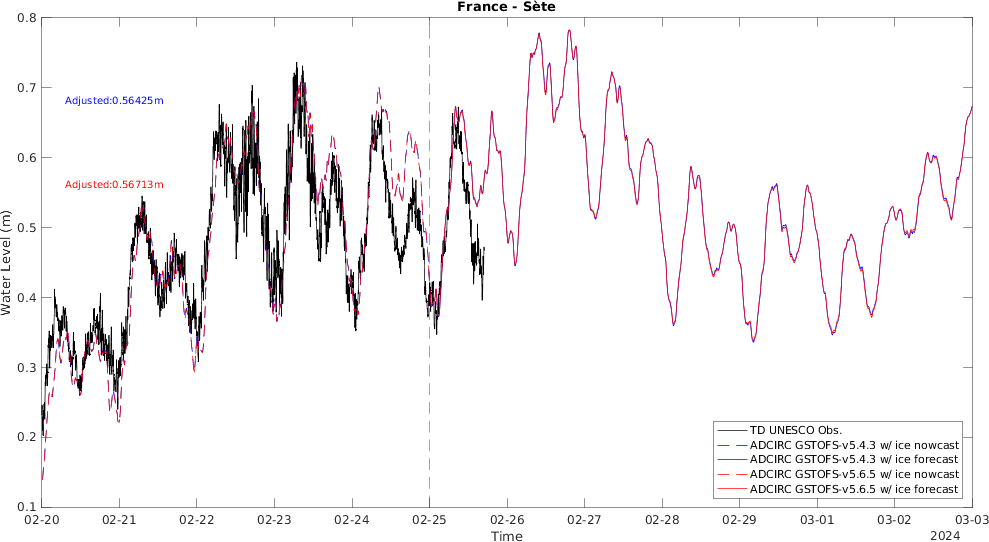 France - Sète
0.8
0.7
0.6
0.5
0.4
0.3
0.2
0.1
Water Level (m)
Adjusted:0.56425m
Adjusted:0.56713m
TD UNESCO Obs.
ADCIRC GSTOFS-v5.4.3 w/ ice nowcast
ADCIRC GSTOFS-v5.4.3 w/ ice forecast
ADCIRC GSTOFS-v5.6.5 w/ ice nowcast
ADCIRC GSTOFS-v5.6.5 w/ ice forecast
02-20 02-21 02-22 02-23 02-24 02-25 02-26 02-27 02-28 02-29 03-01 03-02 03-03
Time
2024